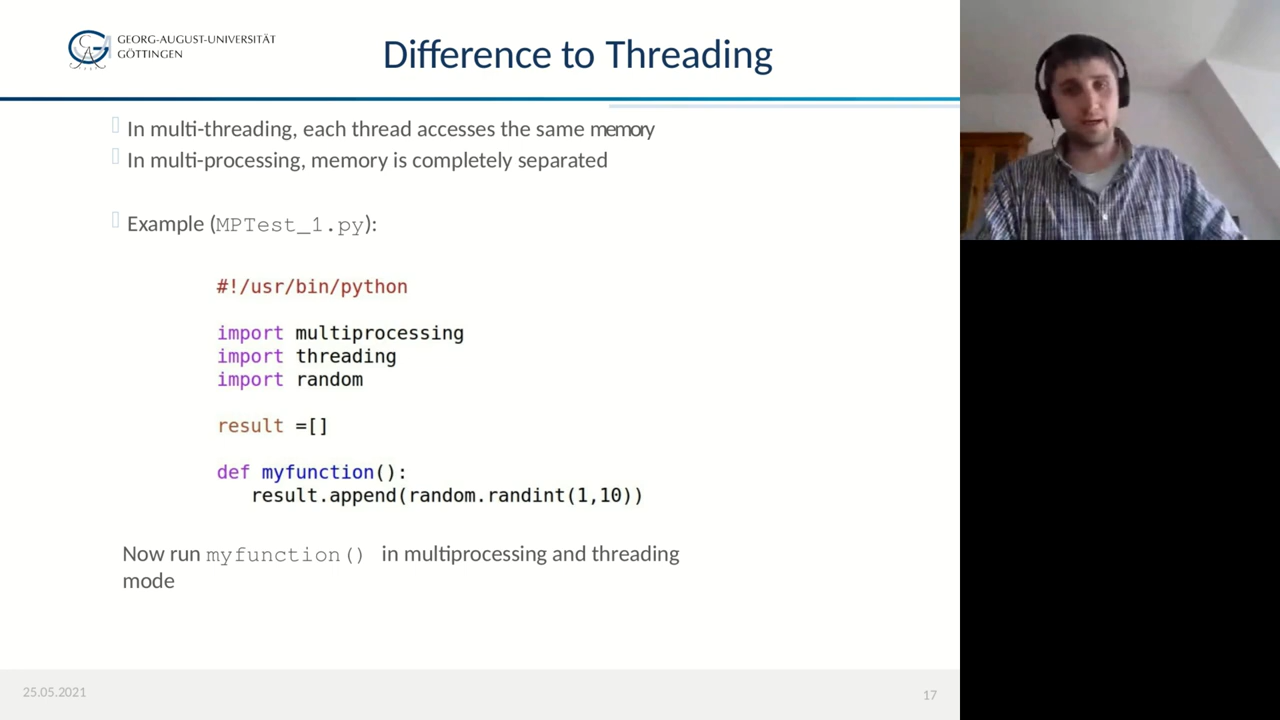 GEORG-AUGUST-UNIVERSITÄT
GÖTTINGEN
Difference to Threading
In multi-threading, each thread accesses the same memory
In multi-processing, memory is completely separated
Example (MPTest_1.py):
#!/usr/bin/python
import multiprocessing
import threading
import random
result =[]
def myfunction():
result.append(random.randint(1,10))
Now run myfunction() in multiprocessing and threading
mode
25.05.2021
17